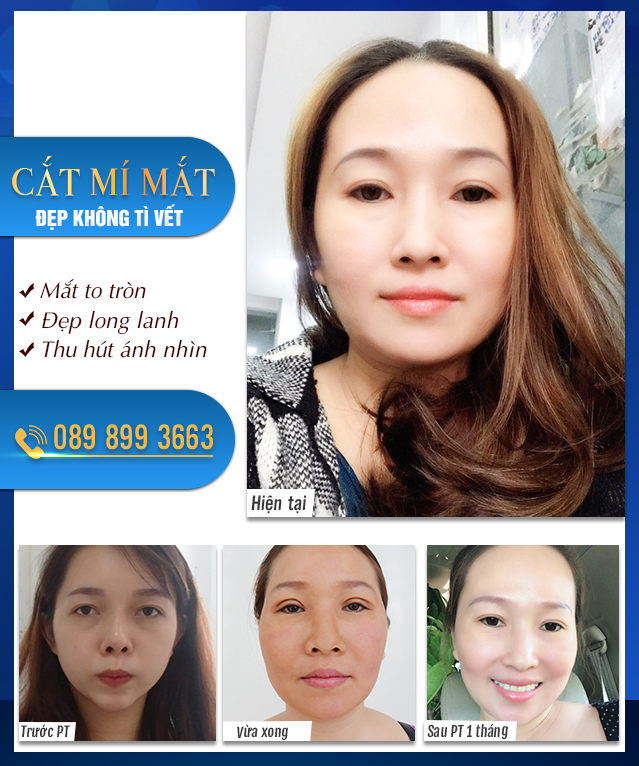 CẮT MÍ MẮT
ĐẸP KHÔNG TÌ VẾT
Mắt to tròn
Đẹp long lanh
Thu hút ánh nhìn
089 899 3663
Hiện tại
Trước PT
Vừa xong
Sau PT 1 tháng